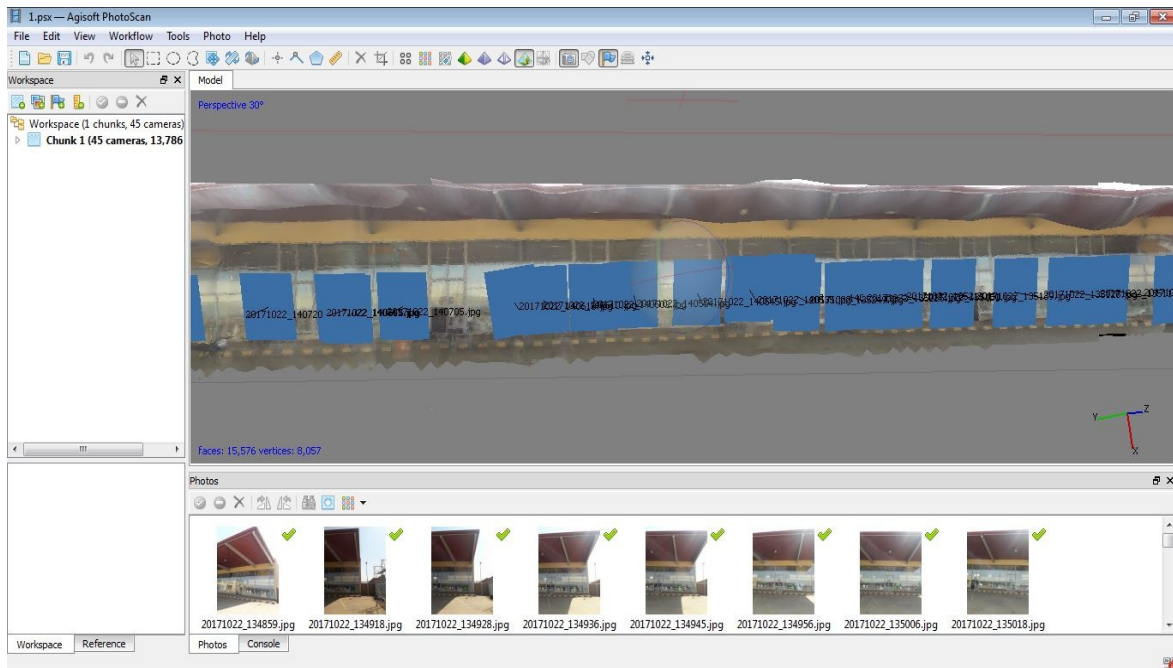 1.psx — Agisoft PhotoScan
File Edit View Workflow Tools Photo Help
Workspace
Model
Workspace (1 chunks, 45 cameras)
Chunk 1 (45 cameras, 13,786
Perspective 30°
20171022_140720
20171022_140705.jpg
Y
Z
X
faces: 15,576 vertices: 8,057
Photos
20171022_134859.jpg
20171022_134918.jpg
20171022_134928.jpg
20171022_134936.jpg
20171022_134945.jpg
20171022_134956.jpg
20171022_135006.jpg
20171022_135018.jpg
Workspace Reference
Photos Console